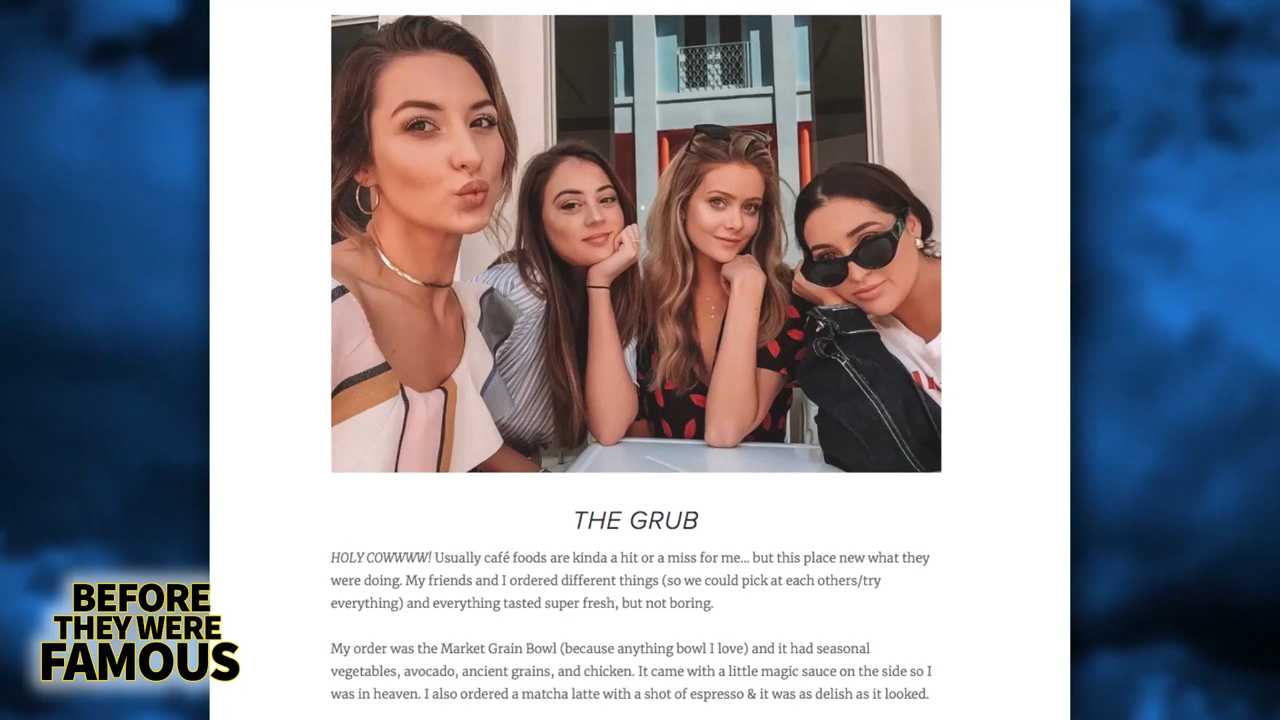 THE GRUB
HOLY COWWWW! Usually café foods are kinda a hit or a miss for me... but this place new what they
were doing. My friends and I ordered different things (so we could pick at each others/try
everything) and everything tasted super fresh, but not boring.
My order was the Market Grain Bowl (because anything bowl I love) and it had seasonal
vegetables, avocado, ancient grains, and chicken. It came with a little magic sauce on the side so I
was in heaven. I also ordered a matcha latte with a shot of espresso & it was as delish as it looked.
BEFORE
THEY WERE
FAMOUS